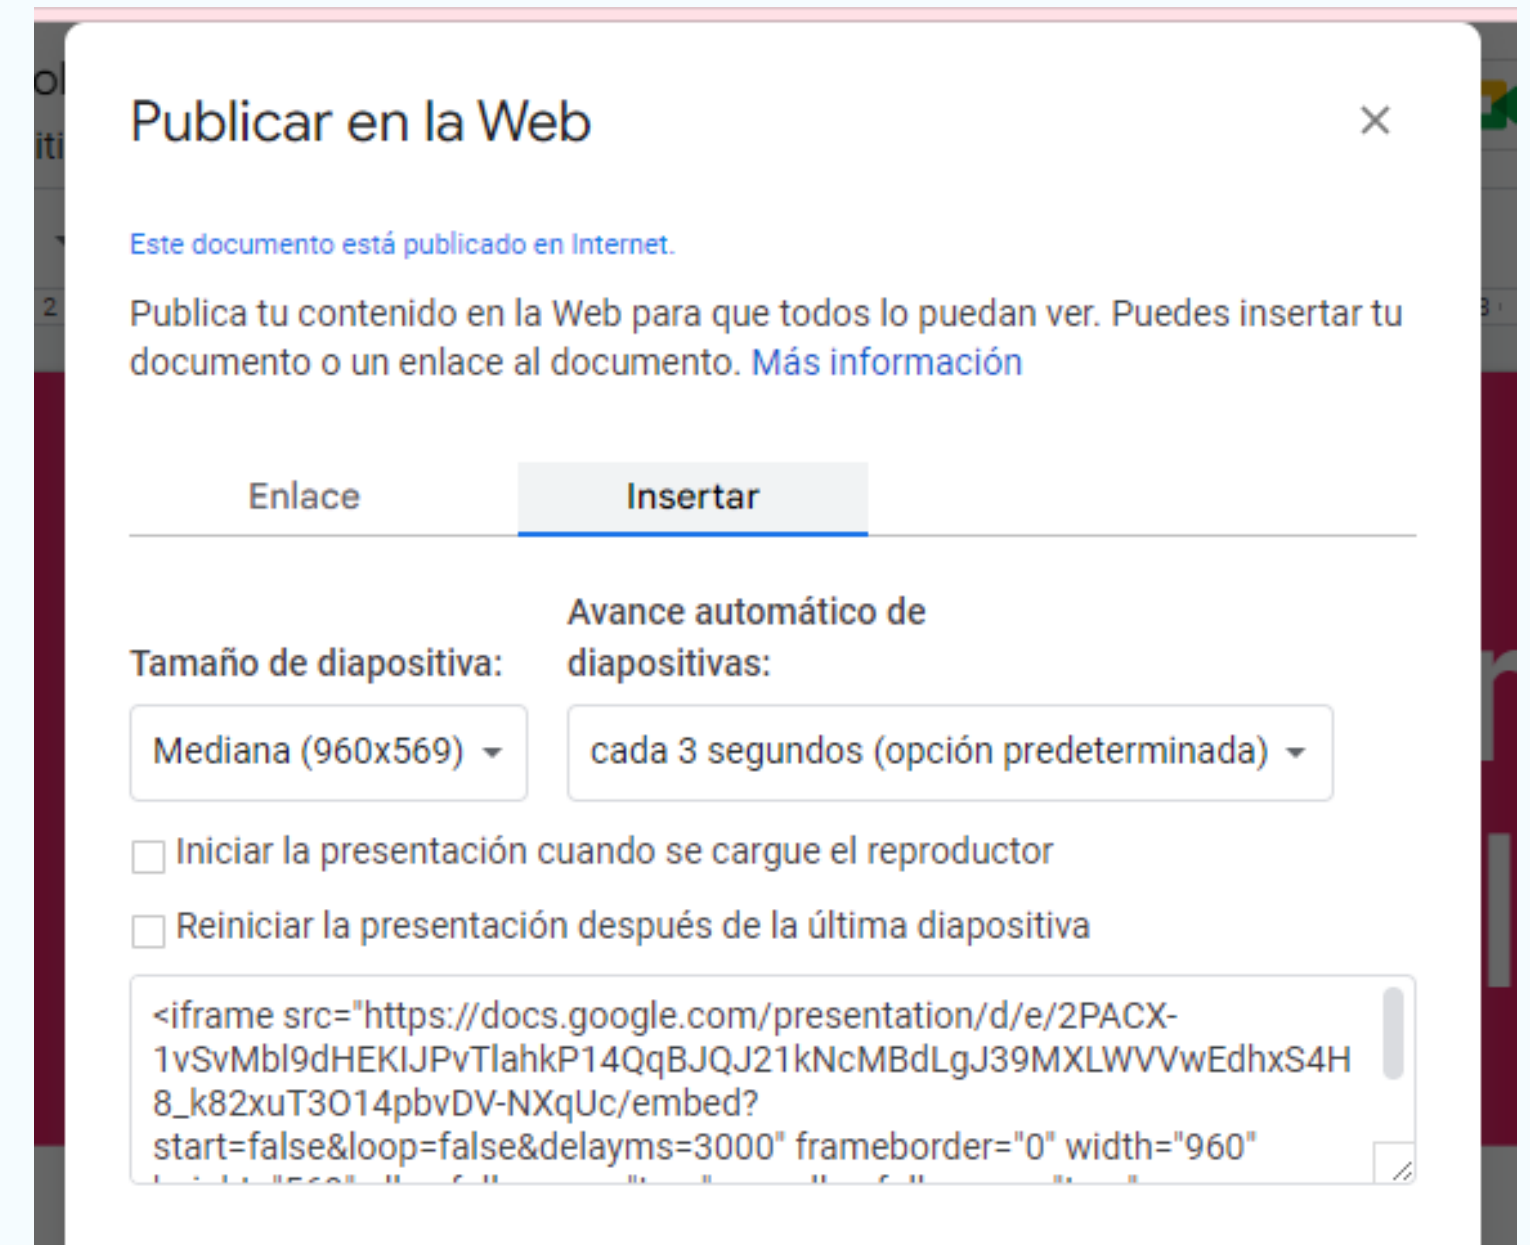 Publicar en la Web
Este documento está publicado en Internet.
Publica tu contenido en la Web para que todos lo puedan ver. Puedes insertar tu
documento o un enlace al documento. Más información
Enlace Insertar
Avance automático de
Tamaño de diapositiva: diapositivas:
Mediana (960x569) cada 3 segundos (opción predeterminada)
Iniciar la presentación cuando se cargue el reproductor
Reiniciar la presentación después de la última diapositiva
<iframe src="https://docs.google.com/presentation/d/e/2PACX-
1vSvMbl9dHEKIJPvTlahkP14QqBJQJ21kNcMBdLgJ39MXLWVVwEdhxS4H
8_k82xuT3O14pbvDV-NXqUc/embed?
start=false&loop=false&delayms=3000" frameborder="0" width="960"